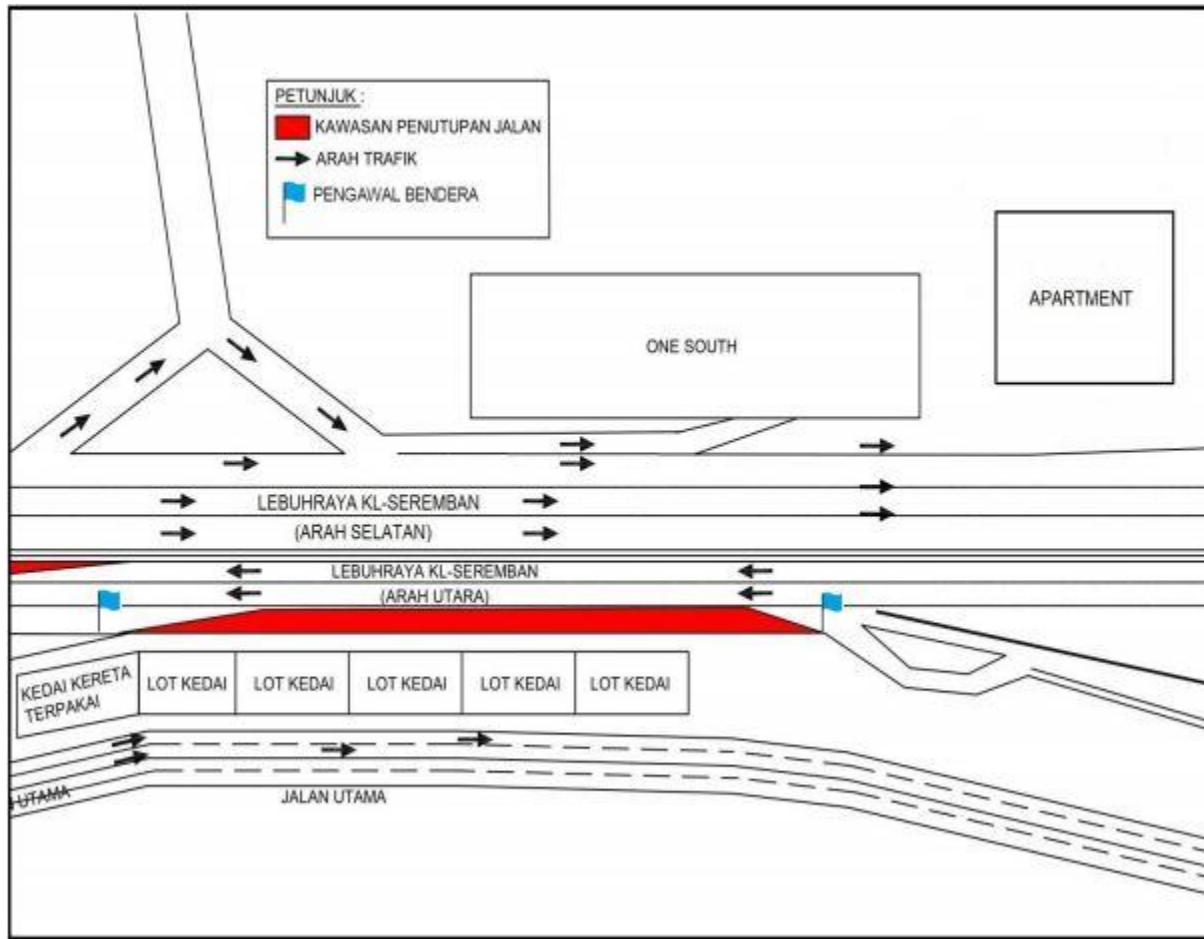 PETUNJUK :
KAWASAN PENUTUPAN JALAN
ARAH TRAFIK
PENGAWAL BENDERA
APARTMENT
ONE SOUTH
LEBUHRAYA KL-SEREMBAN
(ARAH SELATAN)
LEBUHRAYA KL-SEREMBAN
(ARAH UTARA)
KEDAI KERETA
TERPAKAI
LOT KEDAI
LOT KEDAI
LOT KEDAI
LOT KEDAI
LOT KEDAI
UTAMA
JALAN UTAMA